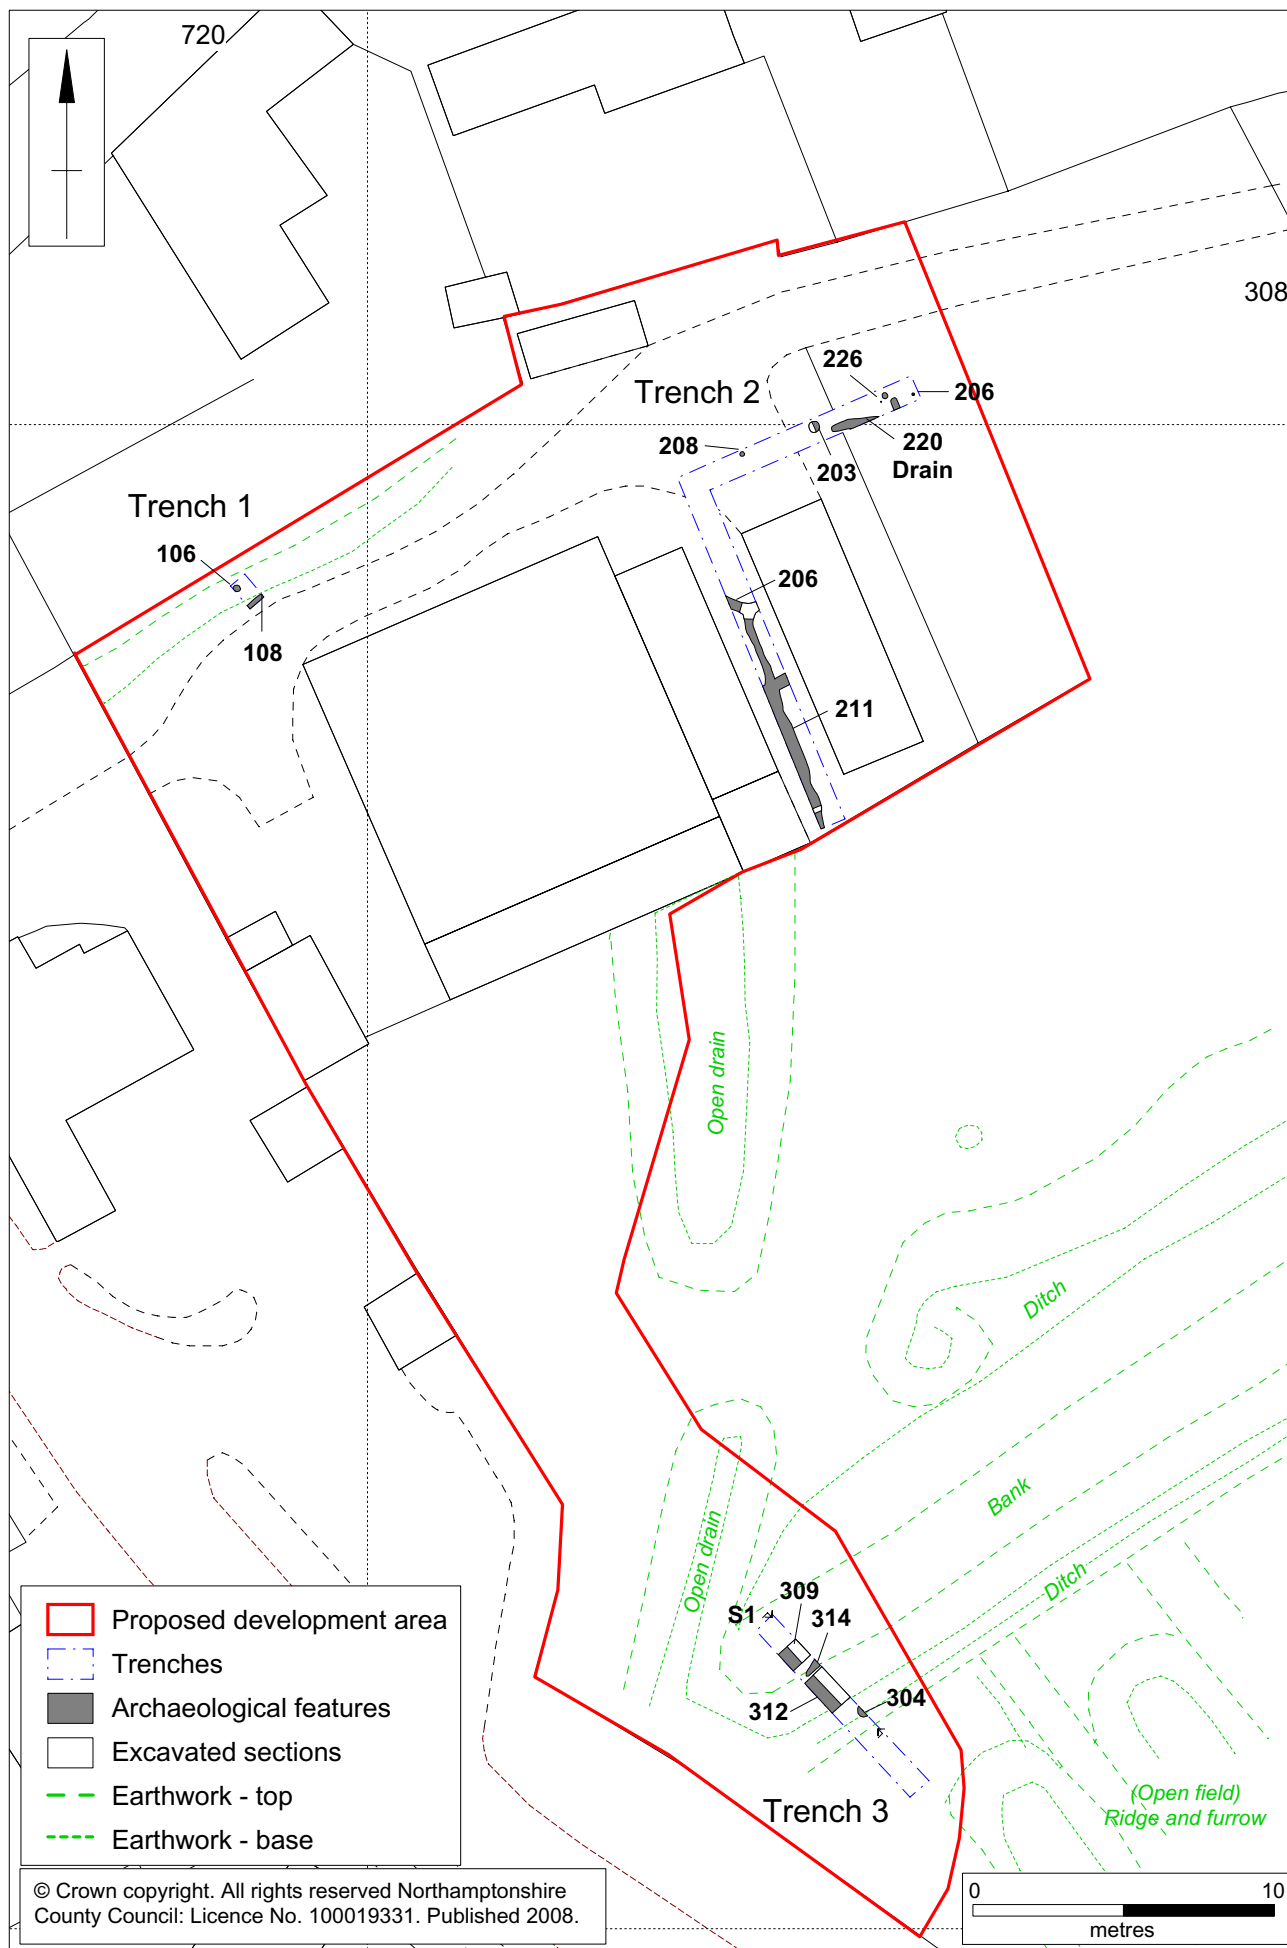 720
308
Trench 2
226
206
208
220
Drain
203
Trench 1
106
108
206
211
Open drain
Ditch
Bank
Open drain
Ditch
S1
309
314
312
304
Trench 3
(Open field)
Ridge and furrow
Proposed development area
Trenches
Archaeological features
Excavated sections
Earthwork - top
Earthwork - base
© Crown copyright. All rights reserved Northamptonshire
County Council: Licence No. 100019331. Published 2008.
0 10
metres